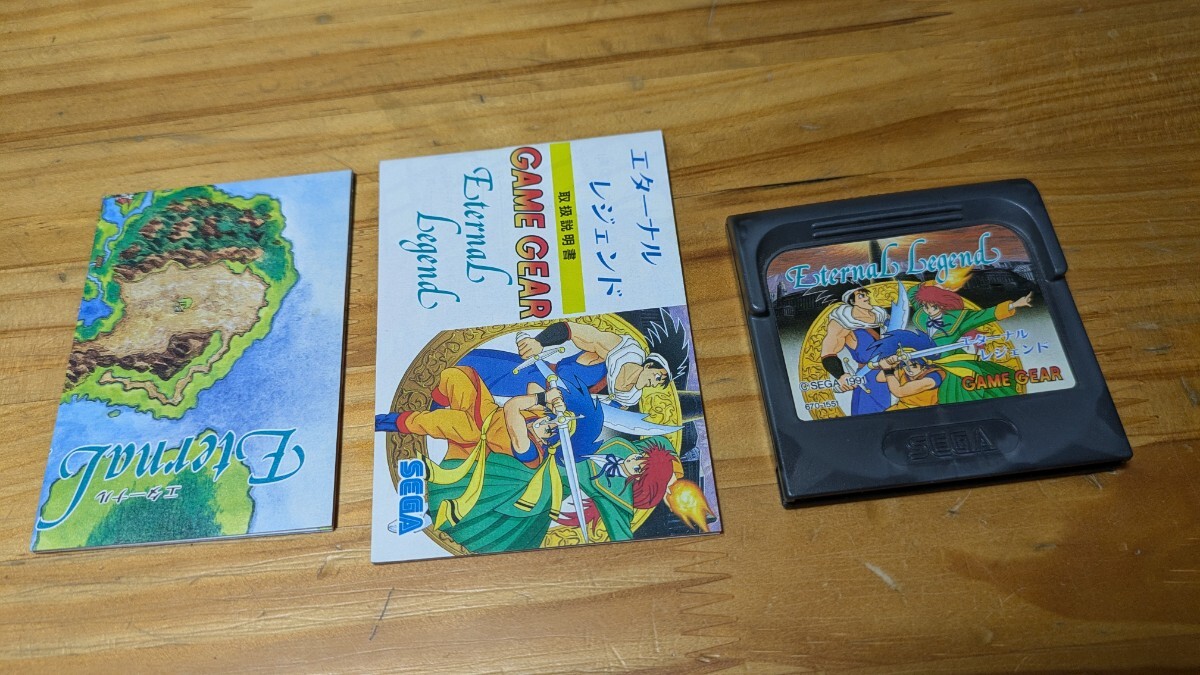 Eternal
エターナル
エターナル
レジェンド
取扱説明書
GAME GEAR
Eternal
Legend
SEGA
Eternal Legend
エターナル
レジェンド
© SEGA 1991
GAME GEAR
670-1551
SEGA